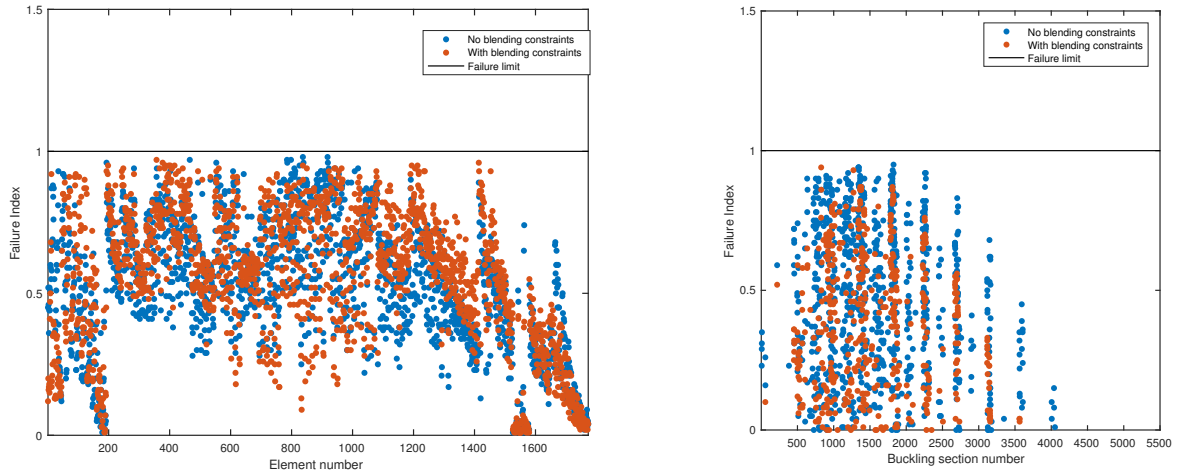 1.5
1
0.5
0
Failure Index
200 400 600 800 1000 1200 1400 1600
Element number
No blending constraints
With blending constraints
Failure limit
1.5
1
0.5
0
Failure Index
500 1000 1500 2000 2500 3000 3500 4000 4500 5000 5500
Buckling section number
No blending constraints
With blending constraints
Failure limit